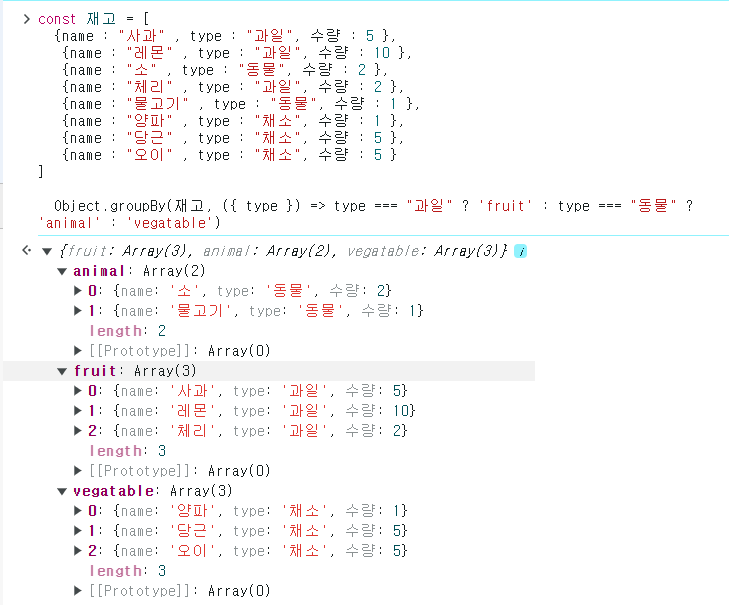 const 재고 = [
{name : "사과" , type : "과일", 수량 : 5 },
{name : "레몬" , type : "과일", 수량 : 10 },
{name : "소" , type : "동물", 수량 : 2 },
{name : "체리" , type : "과일", 수량 : 2 },
{name : "물고기" , type : "동물", 수량 : 1 },
{name : "양파" , type : "채소", 수량 : 1 },
{name : "당근" , type : "채소", 수량 : 5 },
{name : "오이" , type : "채소", 수량 : 5 }
]
Object.groupBy(재고, ({ type }) => type === "과일" ? 'fruit' : type === "동물" ?
'animal' : 'vegatable')
{fruit: Array(3), animal: Array(2), vegatable: Array(3)} i
animal: Array(2)
0: {name: '소', type: '동물', 수량: 2}
1: {name: '물고기', type: '동물', 수량: 1}
length: 2
[[Prototype]]: Array(0)
fruit: Array(3)
0: {name: '사과', type: '과일', 수량: 5}
1: {name: '레몬', type: '과일', 수량: 10}
2: {name: '체리', type: '과일', 수량: 2}
length: 3
[[Prototype]]: Array(0)
vegatable: Array(3)
0: {name: '양파', type: '채소', 수량: 1}
1: {name: '당근', type: '채소', 수량: 5}
2: {name: '오이', type: '채소', 수량: 5}
length: 3
[[Prototype]]: Array(0)